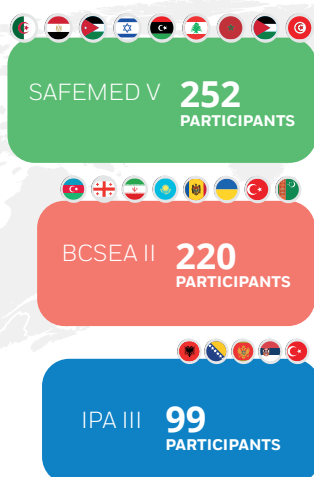 SAFEMED V 252
PARTICIPANTS
BCSEA II 220
PARTICIPANTS
IPA III 99
PARTICIPANTS